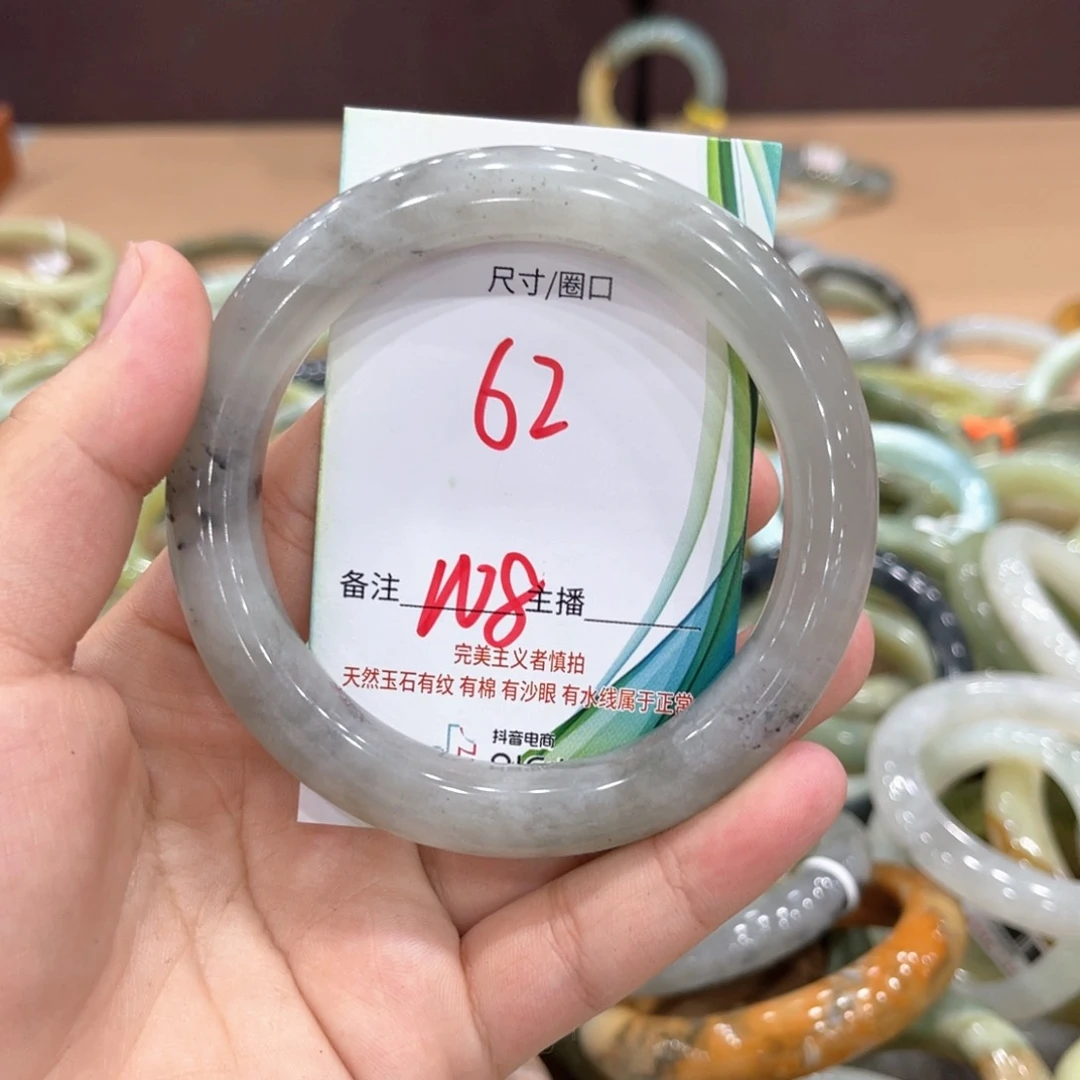 尺寸/圈口
62
备注 主播
完美主义者慎拍
天然玉石有纹 有棉 有沙眼 有水线属于正常
抖音电商